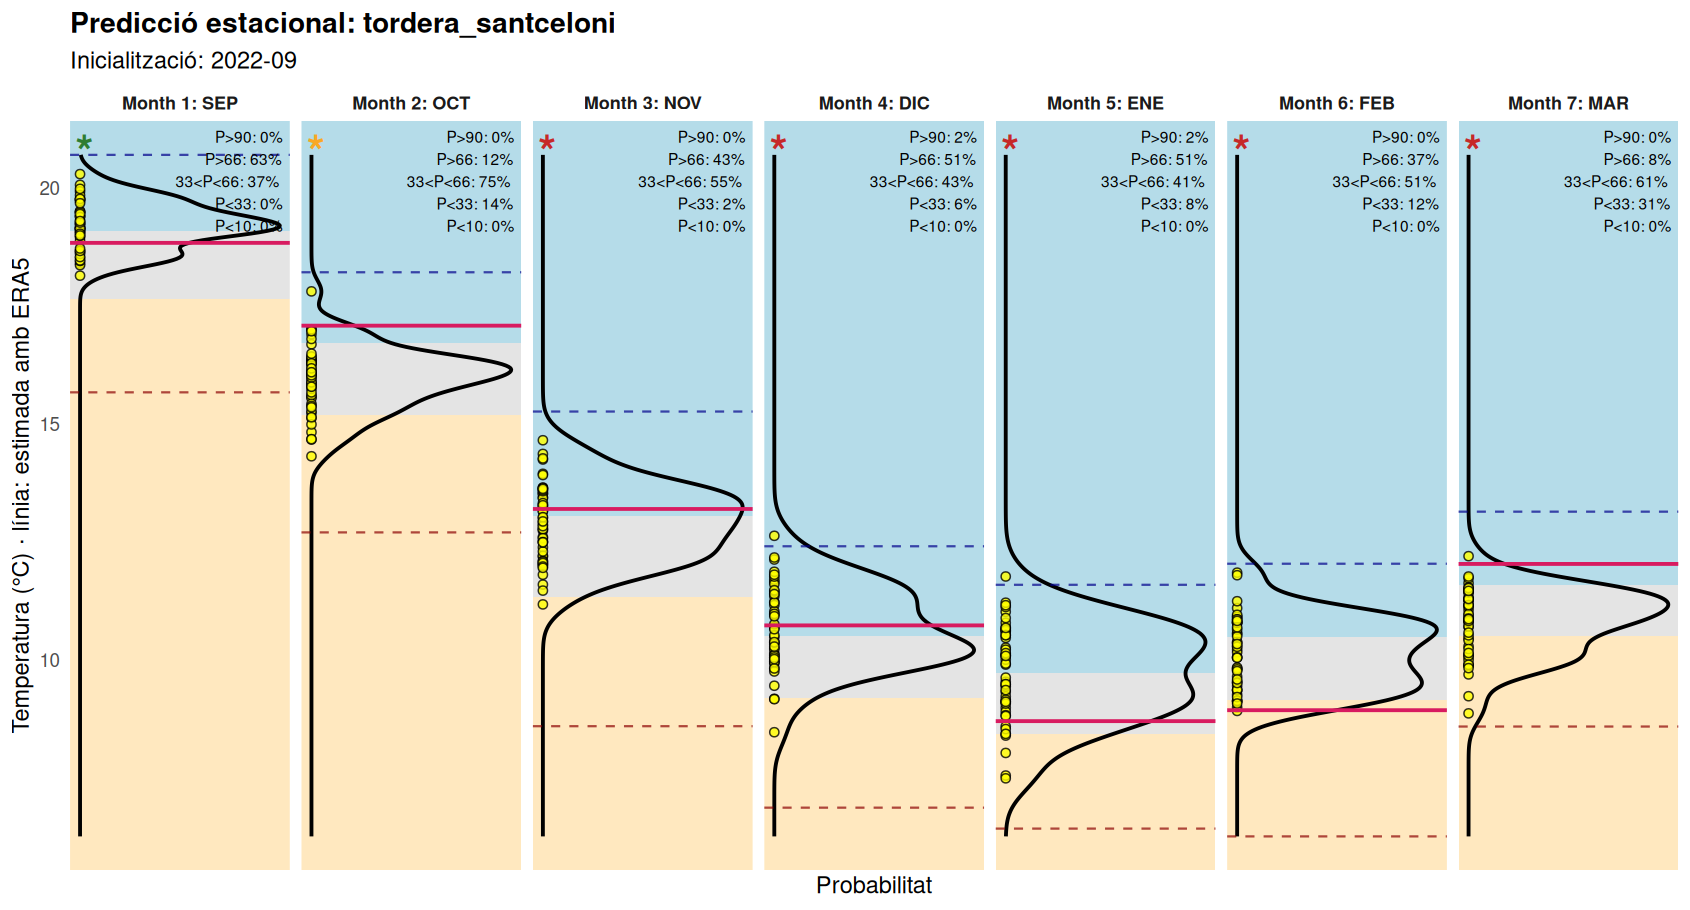 Predicció estacional: tordera_santceloni
Inicialització: 2022-09
Month 1: SEP
Month 2: OCT
Month 3: NOV
Month 4: DIC
Month 5: ENE
Month 6: FEB
Month 7: MAR
*
P>90: 0%
P>66: 63%
33<P<66: 37%
P<33: 0%
P<10: 0%
*
P>90: 0%
P>66: 12%
33<P<66: 75%
P<33: 14%
P<10: 0%
*
P>90: 0%
P>66: 43%
33<P<66: 55%
P<33: 2%
P<10: 0%
*
P>90: 2%
P>66: 51%
33<P<66: 43%
P<33: 6%
P<10: 0%
*
P>90: 2%
P>66: 51%
33<P<66: 41%
P<33: 8%
P<10: 0%
*
P>90: 0%
P>66: 37%
33<P<66: 51%
P<33: 12%
P<10: 0%
*
P>90: 0%
P>66: 8%
33<P<66: 61%
P<33: 31%
P<10: 0%
20
15
10
Temperatura (°C) · línia: estimada amb ERA5
Probabilitat